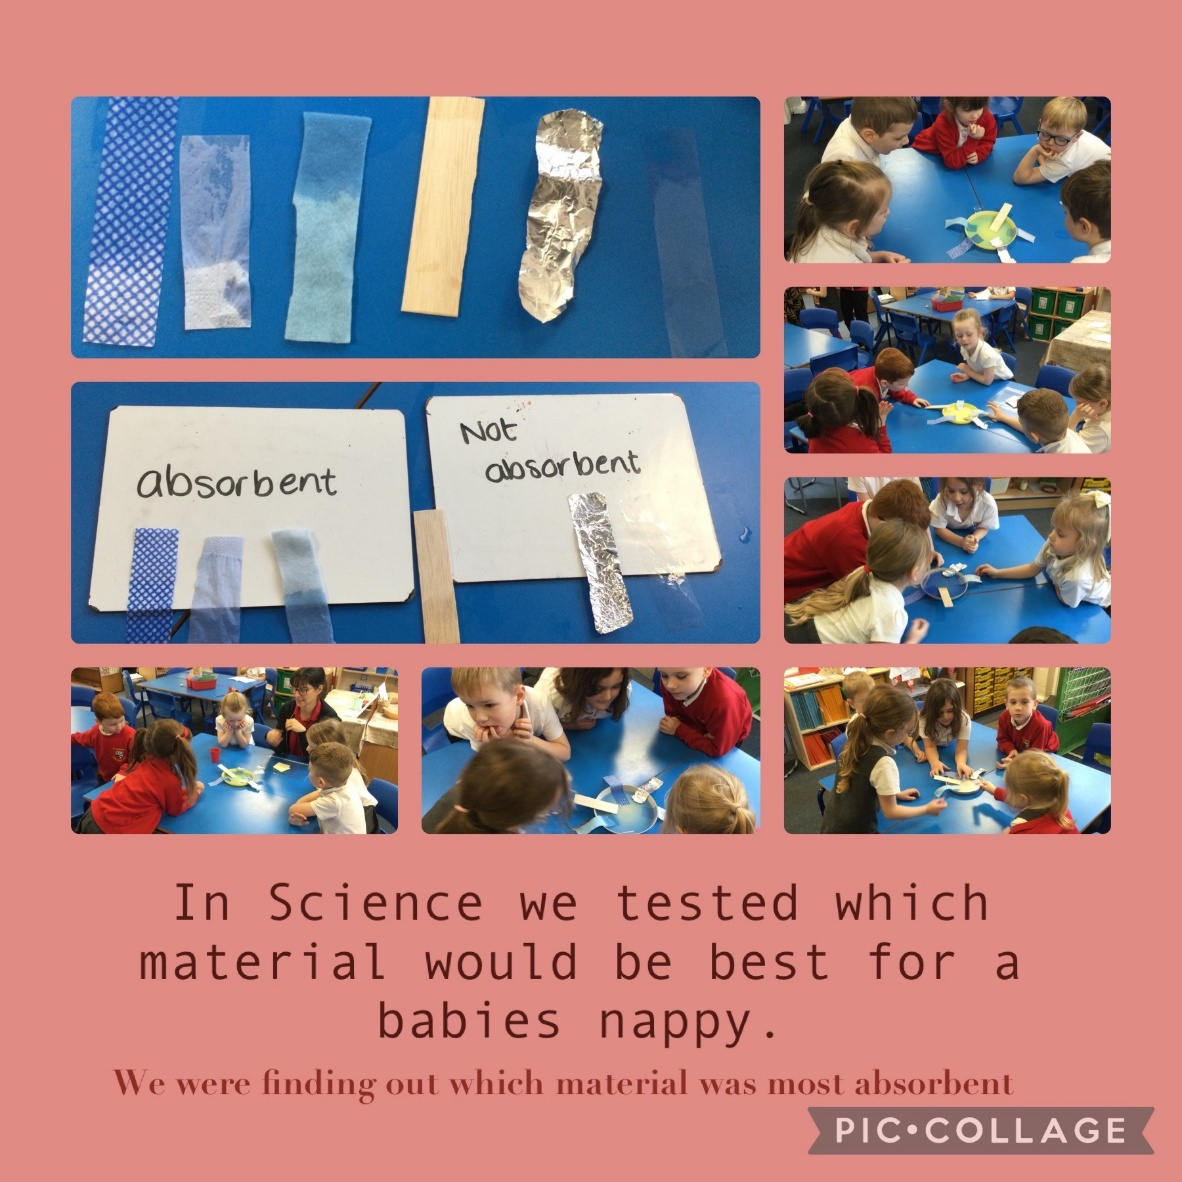 absorbent
Not
absorbent
In Science we tested which
material would be best for a
babies nappy.
We were finding out which material was most absorbent
PIC•COLLAGE